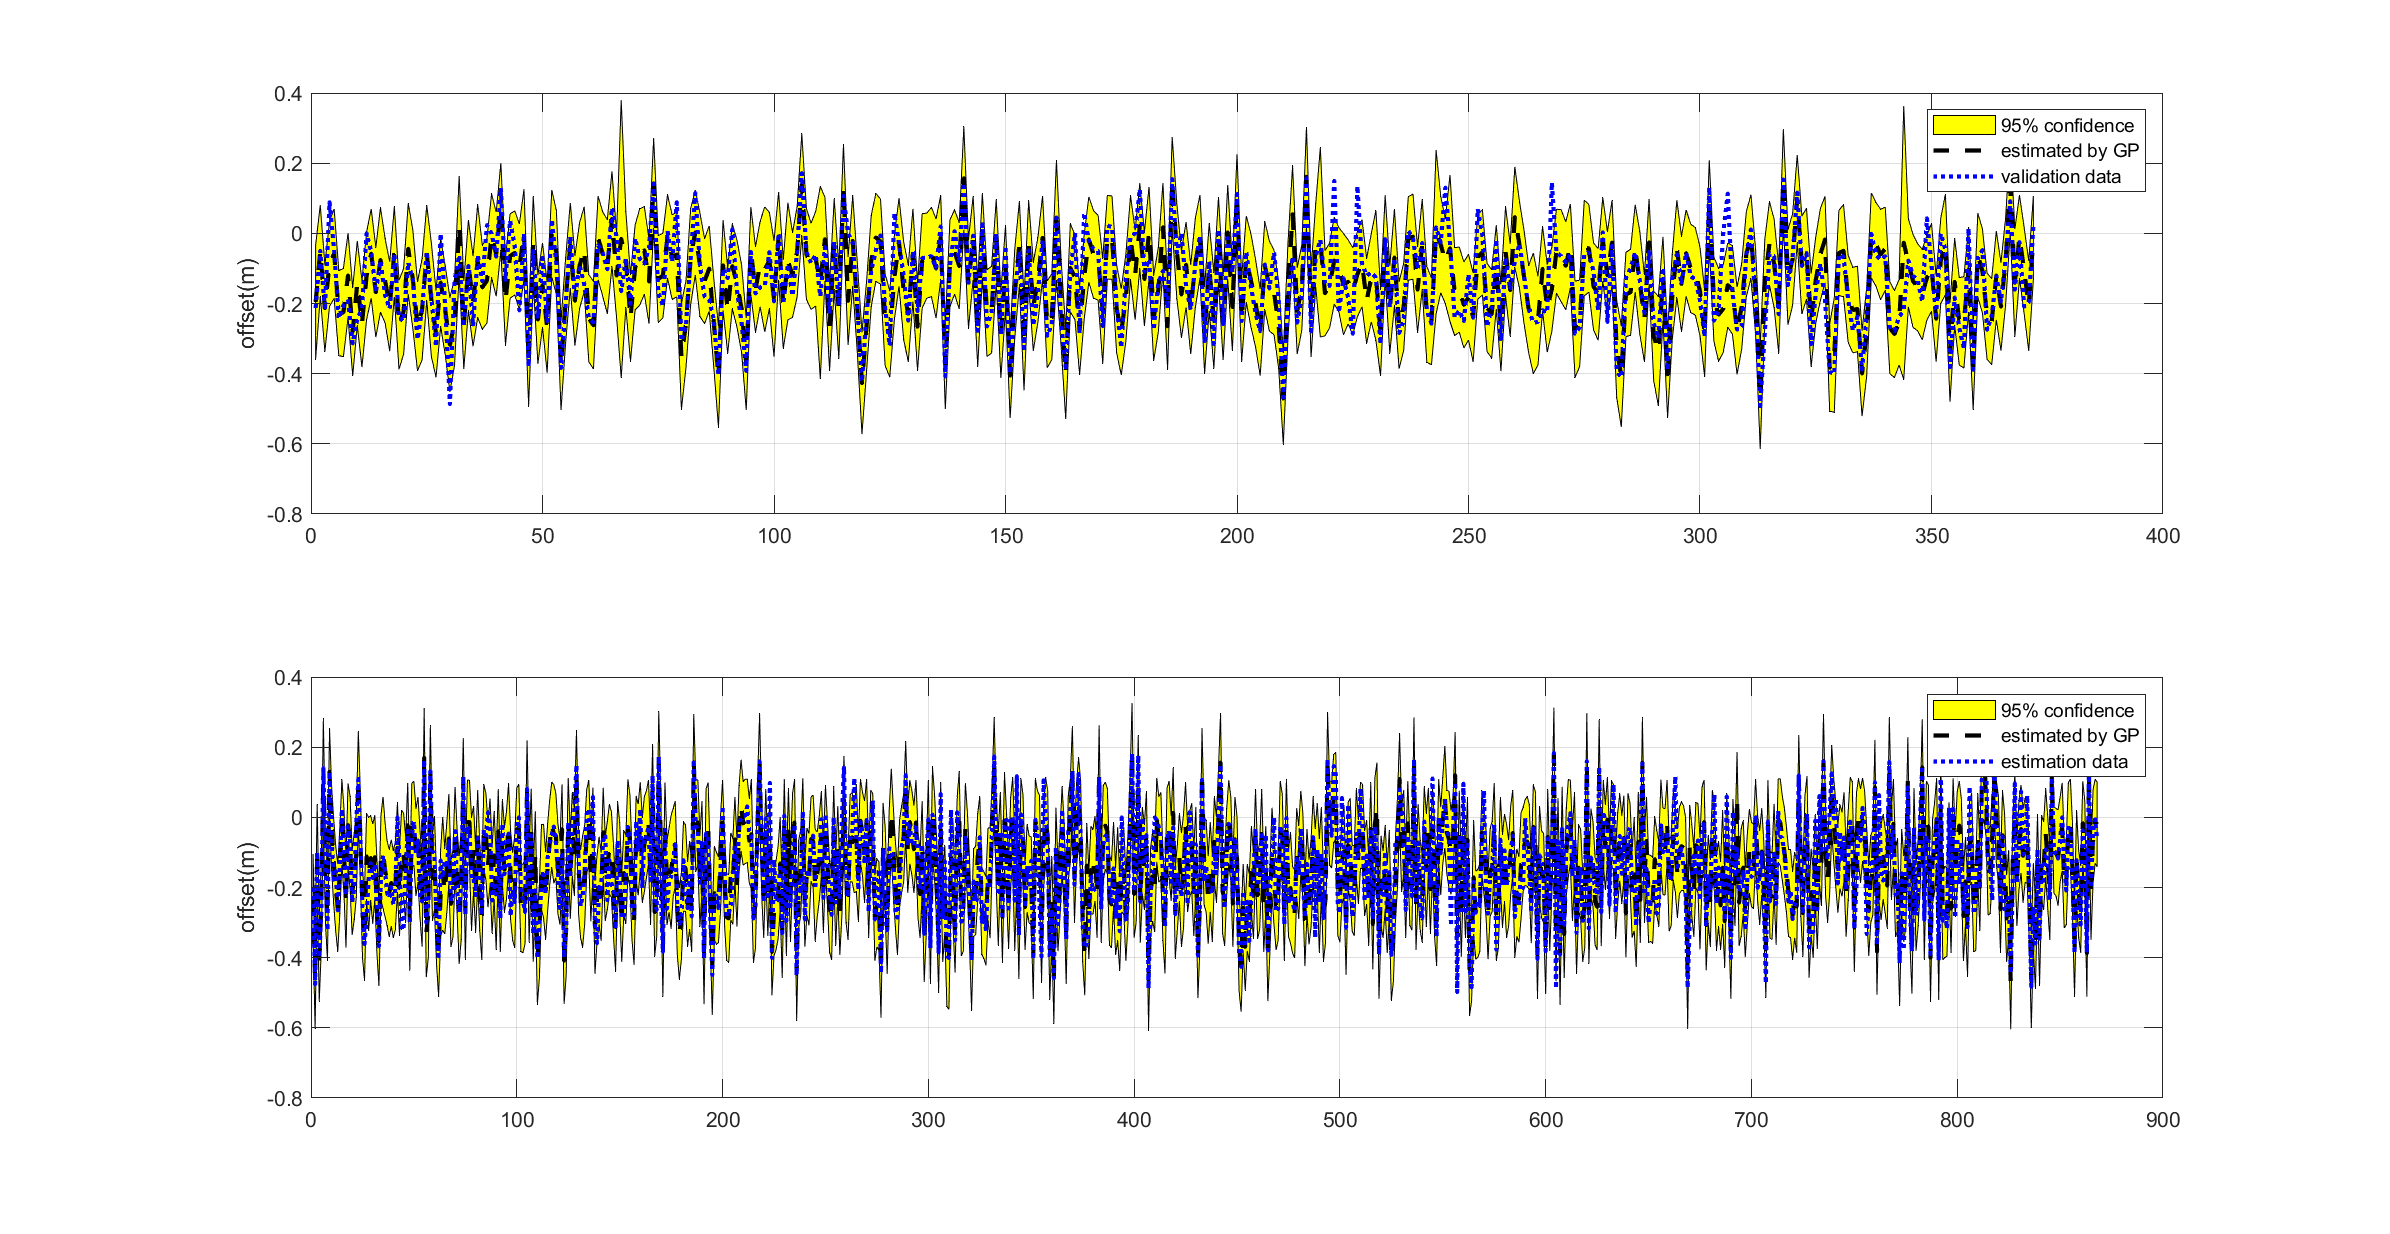 0.4
0.2
0
-0.2
-0.4
-0.6
-0.8
offset(m)
95% confidence
estimated by GP
validation data
0 50 100 150 200 250 300 350 400
0.4
0.2
0
-0.2
-0.4
-0.6
-0.8
offset(m)
95% confidence
estimated by GP
estimation data
0 100 200 300 400 500 600 700 800 900